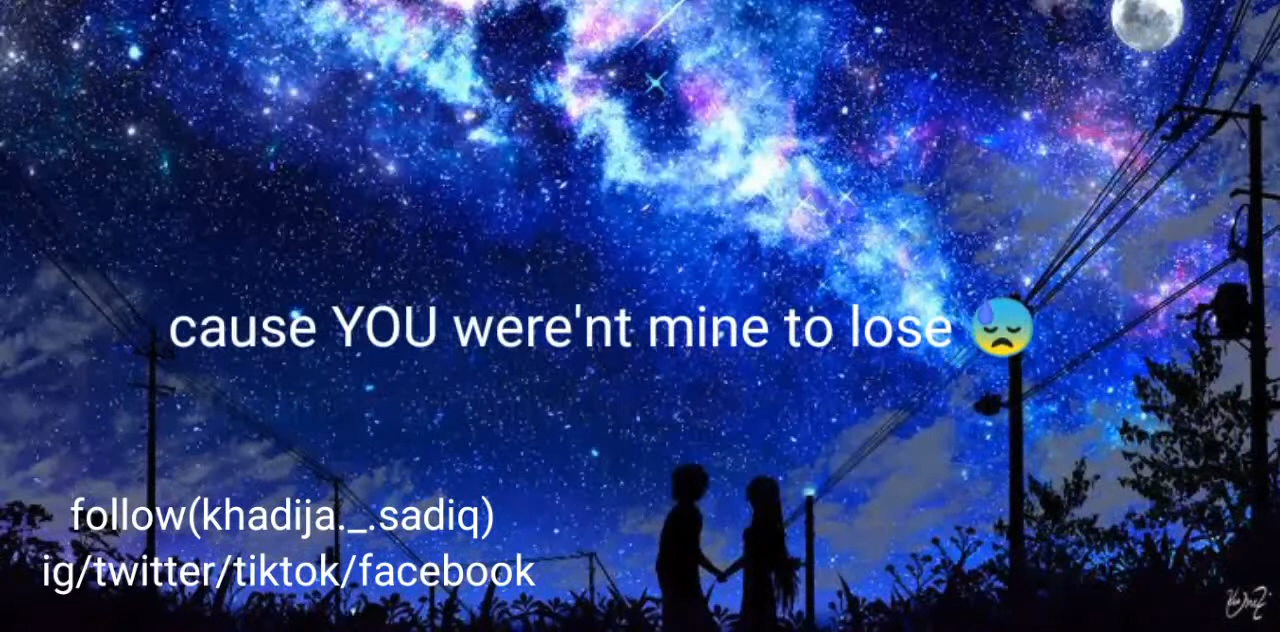 cause YOU were'nt mine to lose 😓
follow(khadija._.sadiq)
ig/twitter/tiktok/facebook